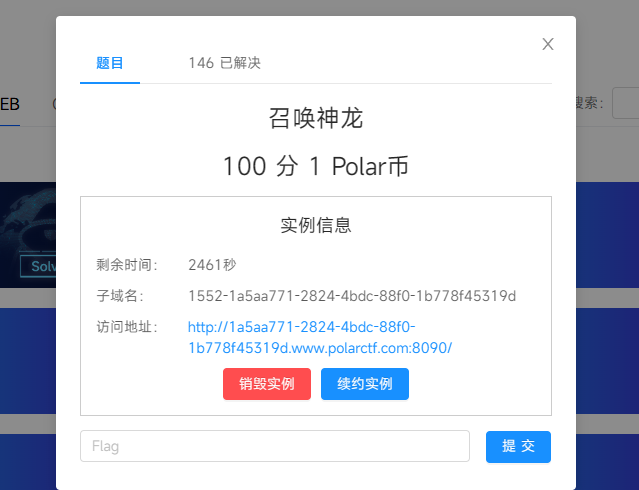 题目 146 已解决
EB
搜索:
召唤神龙
100 分 1 Polar币
实例信息
剩余时间: 2461秒
子域名: 1552-1a5aa771-2824-4bdc-88f0-1b778f45319d
访问地址: http://1a5aa771-2824-4bdc-88f0-
1b778f45319d.www.polarctf.com:8090/
Solv
销毁实例 续约实例
Flag 提 交